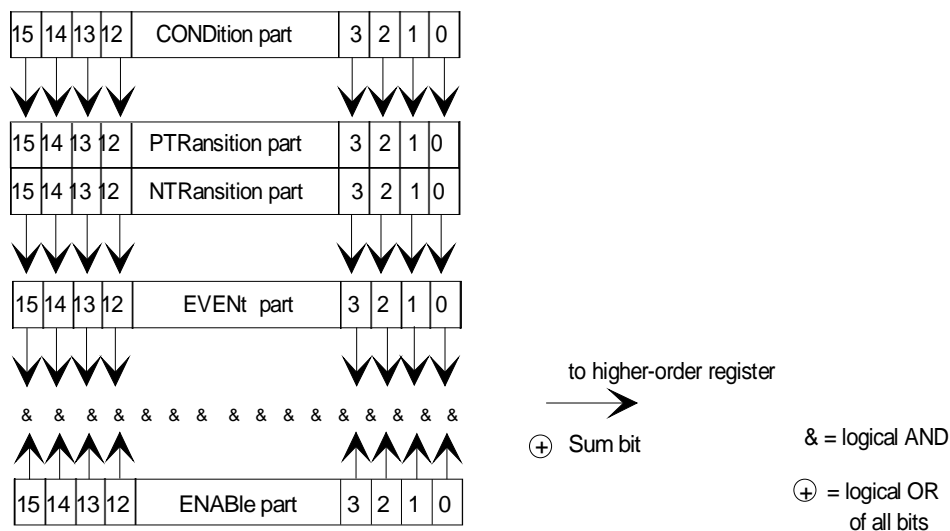 15 14 13 12 CONDition part 3 2 1 0
15 14 13 12 PTRansition part 3 2 1 0
15 14 13 12 NTRansition part 3 2 1 0
15 14 13 12 EVENt part 3 2 1 0
to higher-order register
& & & & & & & & & & & & & & & &
+ Sum bit
& = logical AND
15 14 13 12 ENABle part 3 2 1 0
+ = logical OR
of all bits